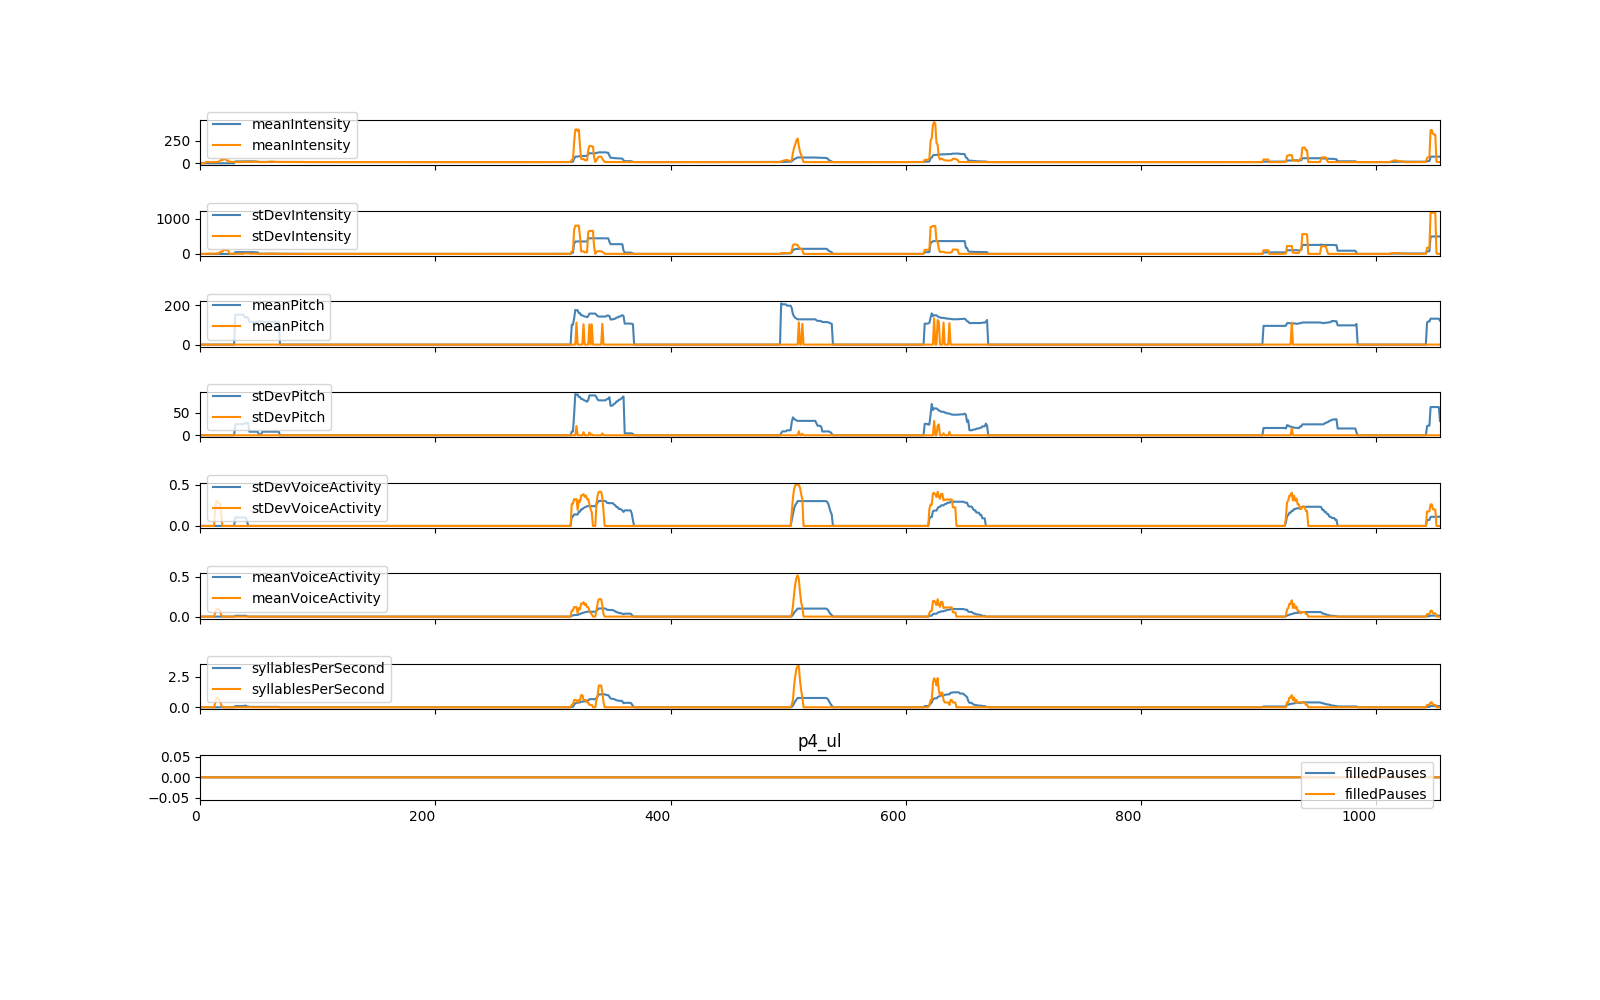 meanIntensity
meanIntensity
250
0
stDevIntensity
stDevIntensity
1000
0
meanPitch
meanPitch
200
0
stDevPitch
stDevPitch
50
0
stDevVoiceActivity
stDevVoiceActivity
0.5
0.0
meanVoiceActivity
meanVoiceActivity
0.5
0.0
syllablesPerSecond
syllablesPerSecond
2.5
0.0
p4_ul
0.05
0.00
−0.05
filledPauses
filledPauses
0 200 400 600 800 1000